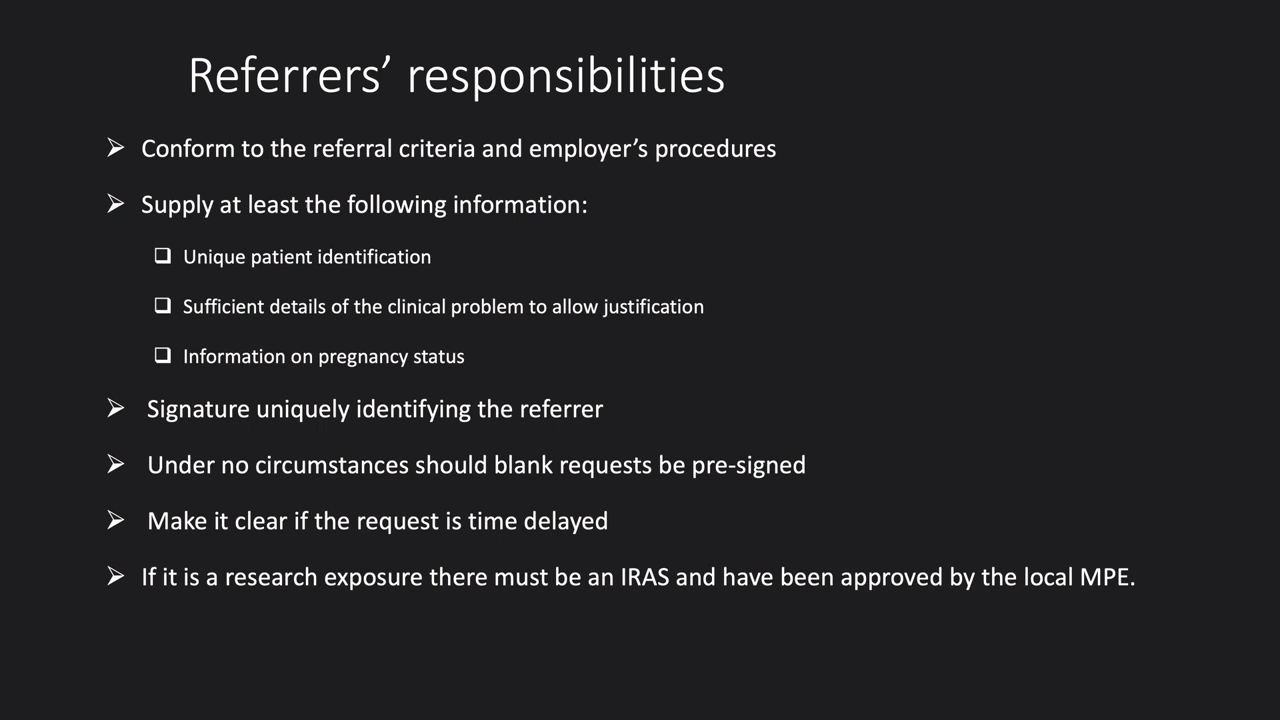 Referrers’ responsibilities
➢ Conform to the referral criteria and employer’s procedures
➢ Supply at least the following information:
❑ Unique patient identification
❑ Sufficient details of the clinical problem to allow justification
❑ Information on pregnancy status
➢ Signature uniquely identifying the referrer
➢ Under no circumstances should blank requests be pre-signed
➢ Make it clear if the request is time delayed
➢ If it is a research exposure there must be an IRAS and have been approved by the local MPE.